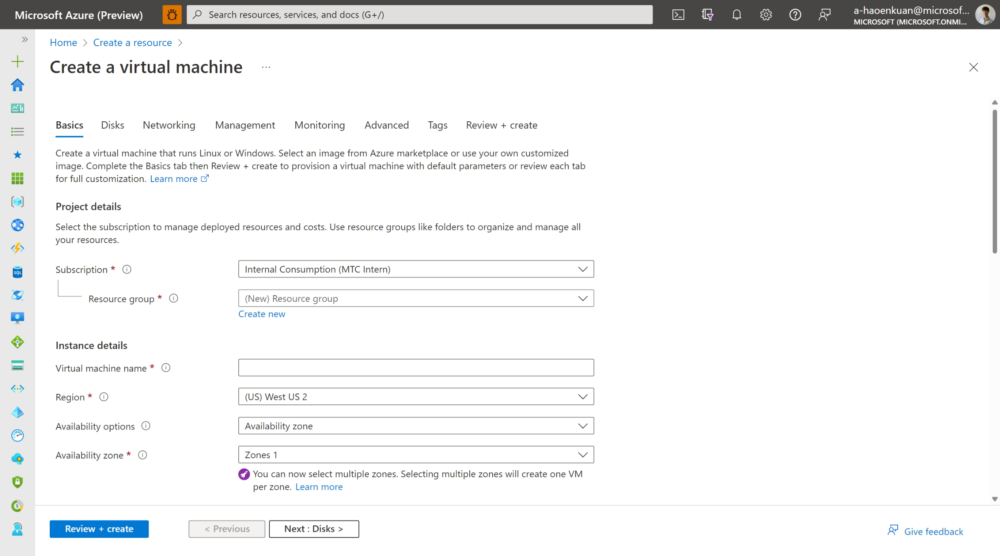 Microsoft Azure (Preview)
Search resources, services, and docs (G+/)
a-haoenkuan@microsof...
MICROSOFT (MICROSOFT.ONMI...
Home > Create a resource >
Create a virtual machine ...
Basics Disks Networking Management Monitoring Advanced Tags Review + create
Create a virtual machine that runs Linux or Windows. Select an image from Azure marketplace or use your own customized
image. Complete the Basics tab then Review + create to provision a virtual machine with default parameters or review each tab
for full customization. Learn more
Project details
Select the subscription to manage deployed resources and costs. Use resource groups like folders to organize and manage all
your resources.
Subscription * Internal Consumption (MTC Intern)
Resource group * (New) Resource group
Create new
Instance details
Virtual machine name *
Region * (US) West US 2
Availability options Availability zone
Availability zone * Zones 1
You can now select multiple zones. Selecting multiple zones will create one VM
per zone. Learn more
Review + create < Previous Next : Disks > Give feedback
SQL